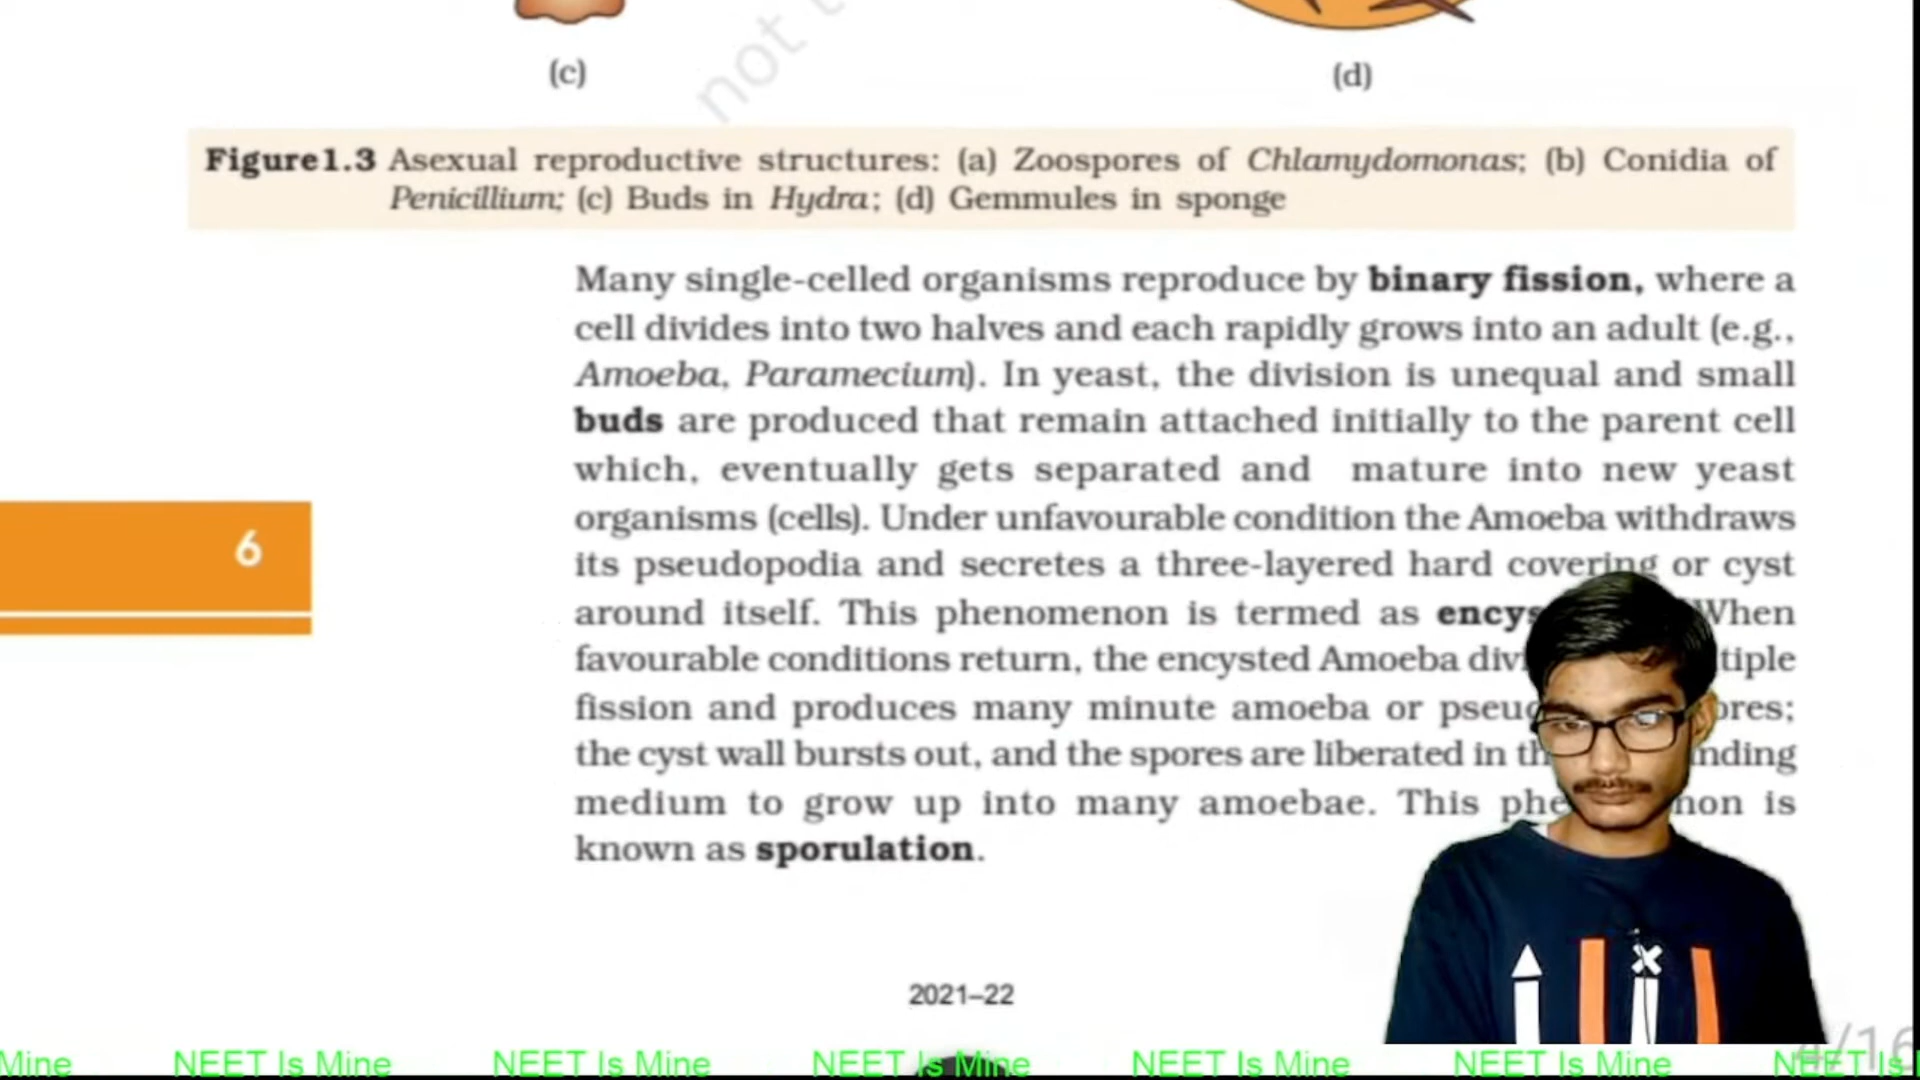 (c)
not
(d)
Figure1.3 Asexual reproductive structures: (a) Zoospores of Chlamydomonas; (b) Conidia of
Penicillium; (c) Buds in Hydra; (d) Gemmules in sponge
Many single-celled organisms reproduce by binary fission, where a
cell divides into two halves and each rapidly grows into an adult (e.g.,
Amoeba, Paramecium). In yeast, the division is unequal and small
buds are produced that remain attached initially to the parent cell
which, eventually gets separated and mature into new yeast
organisms (cells). Under unfavourable condition the Amoeba withdraws
its pseudopodia and secretes a three-layered hard covering or cyst
around itself. This phenomenon is termed as When
favourable conditions return, the encysted Amoeba
fission and produces many minute amoeba or
the cyst wall bursts out, and the spores are liberated in
medium to grow up into many amoebae. This is
known as sporulation.
6
2021–22
Mine NEET Is Mine NEET Is Mine NEET Is Mine NEET Is Mine NEET Is Mine NEET Is